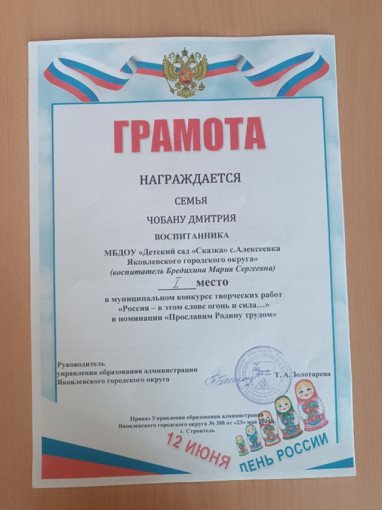 ГРАМОТА
НАГРАЖДАЕТСЯ
СЕМЬЯ
ЧОБАНУ ДМИТРИЯ
ВОСПИТАННИКА
МБДОУ «Детский сад «Сказка» с.Алексеевка
Яковлевского городского округа»
(воспитатель Бредихина Мария Сергеевна)
I место
в муниципальном конкурсе творческих работ
«Россия – в этом слове огонь и сила…»
в номинации «Прославим Родину трудом»
Руководитель
управления образования администрации
Яковлевского городского округа
Т. А. Золотарева
Приказ Управления образования администрации
Яковлевского городского округа № 388 от «23» мая
г. Строитель
12 ИЮНЯ
ДЕНЬ РОССИИ